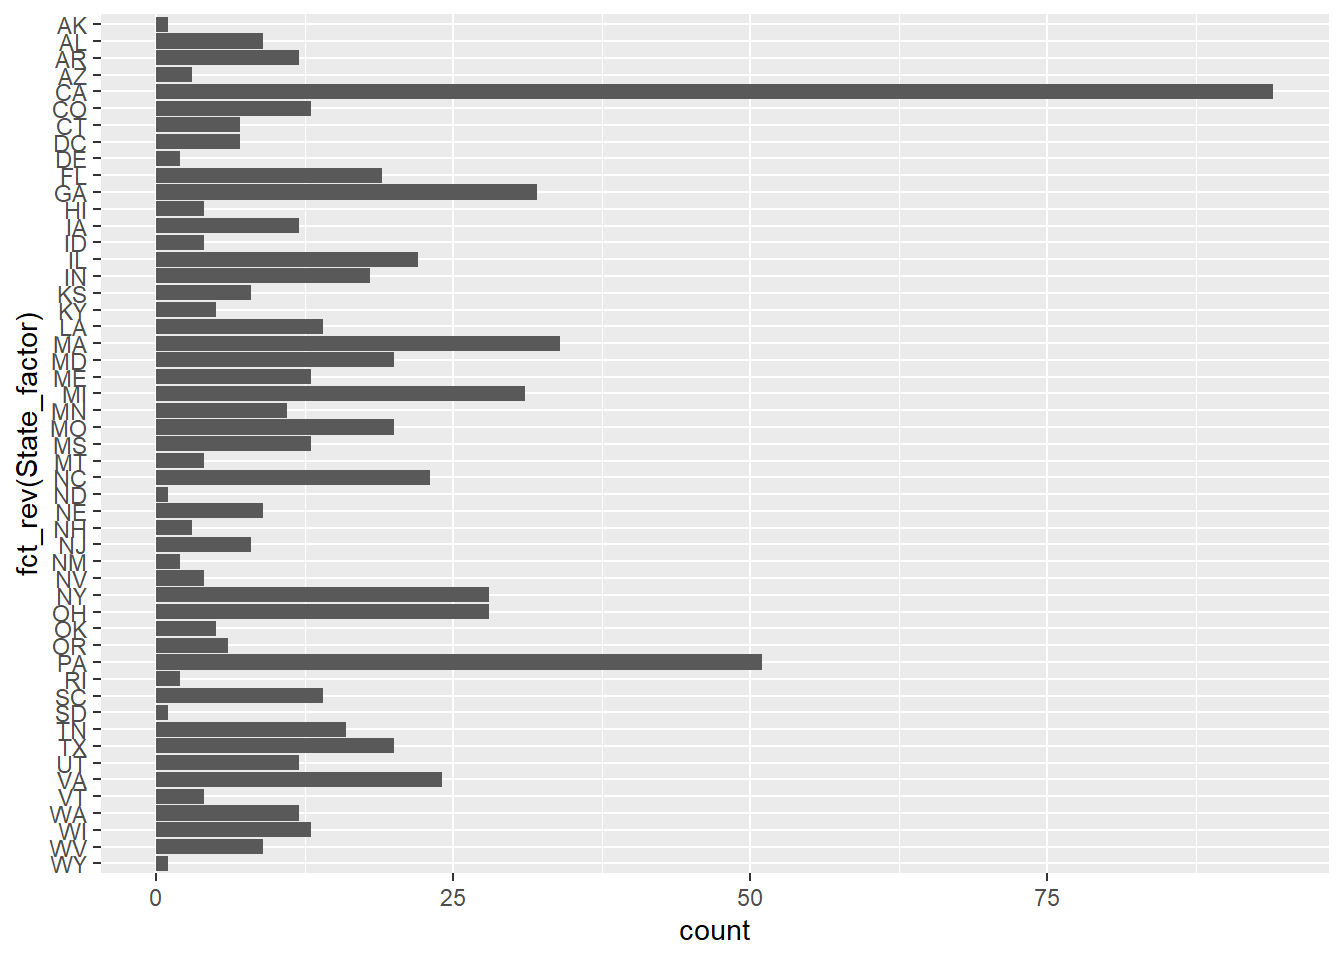 AK
AL
AR
AZ
CA
CO
CT
DC
DE
FL
GA
HI
IA
ID
IL
IN
KS
KY
LA
MA
MD
ME
MI
MN
MO
MS
MT
NC
ND
NE
NH
NJ
NM
NV
NY
OH
OK
OR
PA
RI
SC
SD
TN
TX
UT
VA
VT
WA
WI
WV
WY
fct_rev(State_factor)
0 25 50 75
count